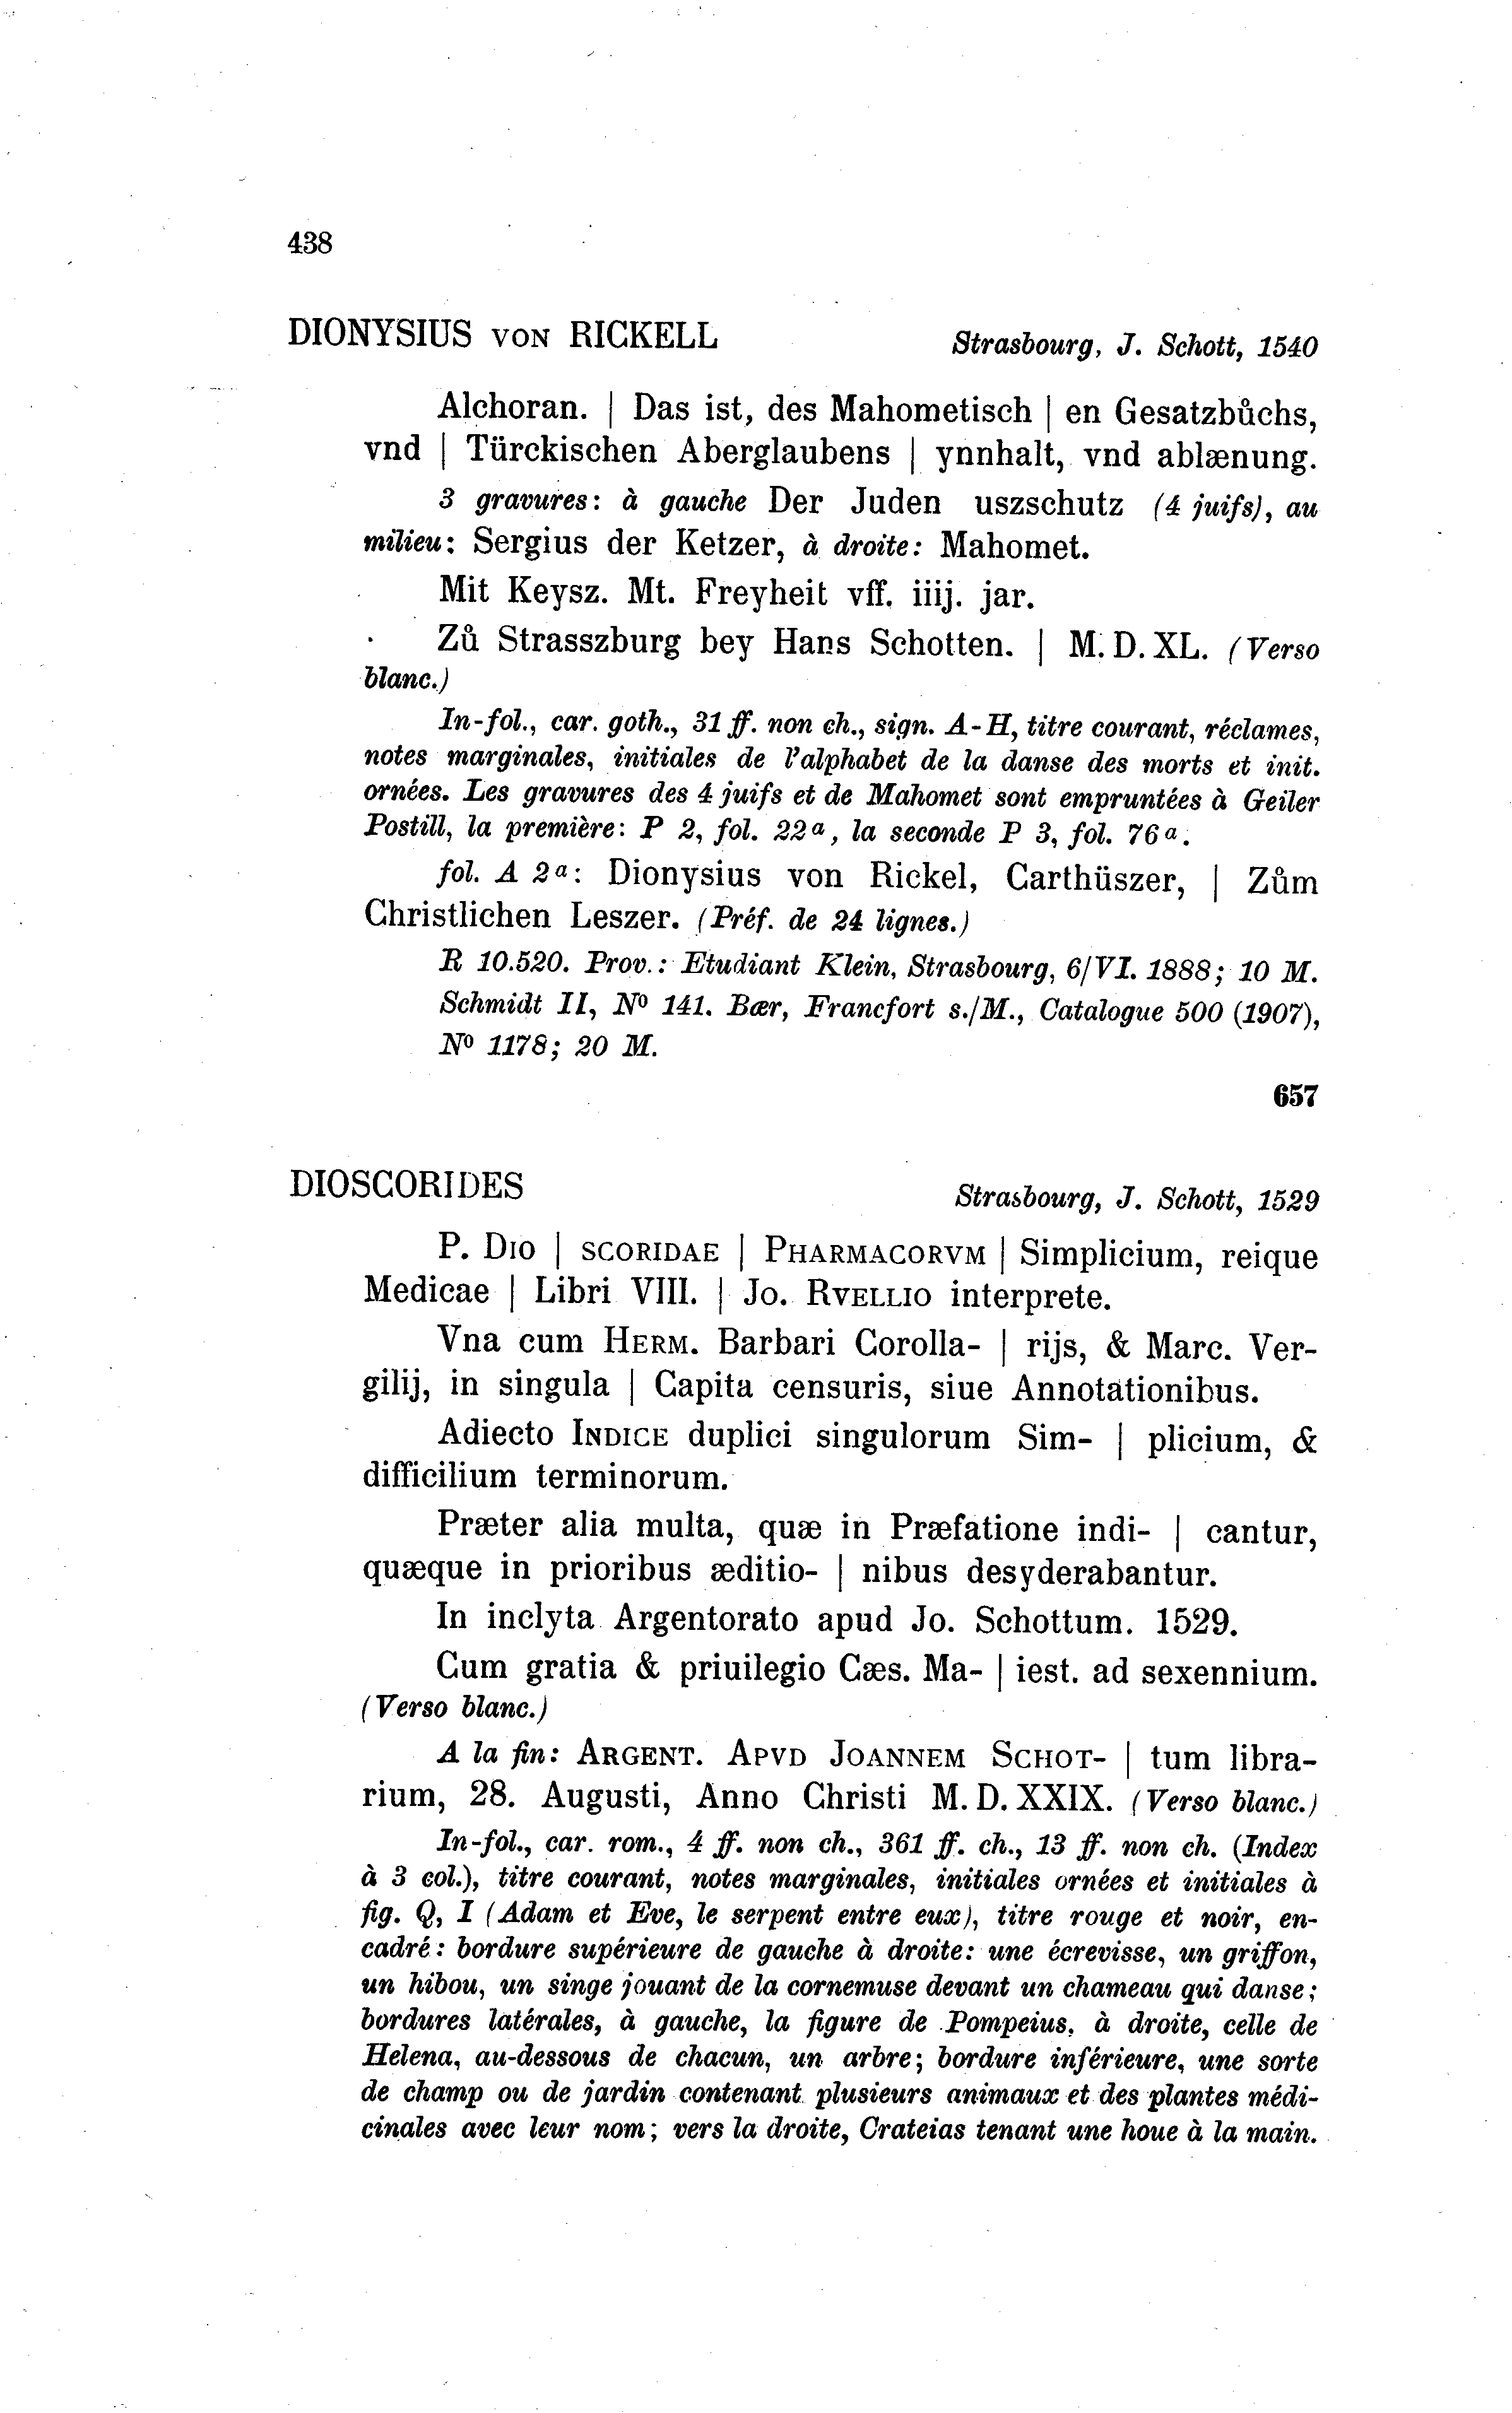 438
DIONYSIUS VON RICKELL Strasbourg, J. Schott, 1540
Alchoran. | Das ist, des Mahometisch | en Gesatzbůchs,
vnd | Türckischen Aberglaubens | ynnhalt, vnd ablænung.
3 gravures: à gauche Der Juden uszschutz (4 juifs), au
milieu: Sergius der Ketzer, à droite: Mahomet.
Mit Keysz. Mt. Freyheit vff. iiij. jar.
Zů Strasszburg bey Hans Schotten. | M. D. XL. (Verso
blanc.)
In-fol., car. goth., 31 ff. non ch., sign. A-H, titre courant, réclames,
notes marginales, initiales de l'alphabet de la danse des morts et init.
ornées. Les gravures des 4 juifs et de Mahomet sont empruntées à Geiler
Postill, la première: P 2, fol. 22a, la seconde P 3, fol. 76a.
fol. A 2a: Dionysius von Rickel, Carthüszer, | Zům
Christlichen Leszer. (Préf. de 24 lignes.)
R 10.520. Prov.: Etudiant Klein, Strasbourg, 6/VI. 1888; 10 M.
Schmidt II, No 141. Bær, Francfort s./M., Catalogue 500 (1907),
No 1178; 20 M.
657
DIOSCORIDES Strasbourg, J. Schott, 1529
P. DIO | SCORIDAE | PHARMACORVM | Simplicium, reique
Medicae | Libri VIII. | Jo. RVELLIO interprete.
Vna cum HERM. Barbari Corolla- | rijs, & Marc. Ver-
gilij, in singula | Capita censuris, siue Annotationibus.
Adiecto INDICE duplici singulorum Sim- | plicium, &
difficilium terminorum.
Præter alia multa, quæ in Præfatione indi- | cantur,
quæque in prioribus æditio- | nibus desyderabantur.
In inclyta Argentorato apud Jo. Schottum. 1529.
Cum gratia & priuilegio Cæs. Ma- | iest. ad sexennium.
(Verso blanc.)
A la fin: ARGENT. APVD JOANNEM SCHOT- | tum libra-
rium, 28. Augusti, Anno Christi M. D. XXIX. (Verso blanc.)
In-fol., car. rom., 4 ff. non ch., 361 ff. ch., 13 ff. non ch. (Index
à 3 col.), titre courant, notes marginales, initiales ornées et initiales à
fig. Q, I (Adam et Eve, le serpent entre eux), titre rouge et noir, en-
cadré: bordure supérieure de gauche à droite: une écrevisse, un griffon,
un hibou, un singe jouant de la cornemuse devant un chameau qui danse;
bordures latérales, à gauche, la figure de Pompeius, à droite, celle de
Helena, au-dessous de chacun, un arbre; bordure inférieure, une sorte
de champ ou de jardin contenant plusieurs animaux et des plantes médi-
cinales avec leur nom; vers la droite, Crateias tenant une houe à la main.